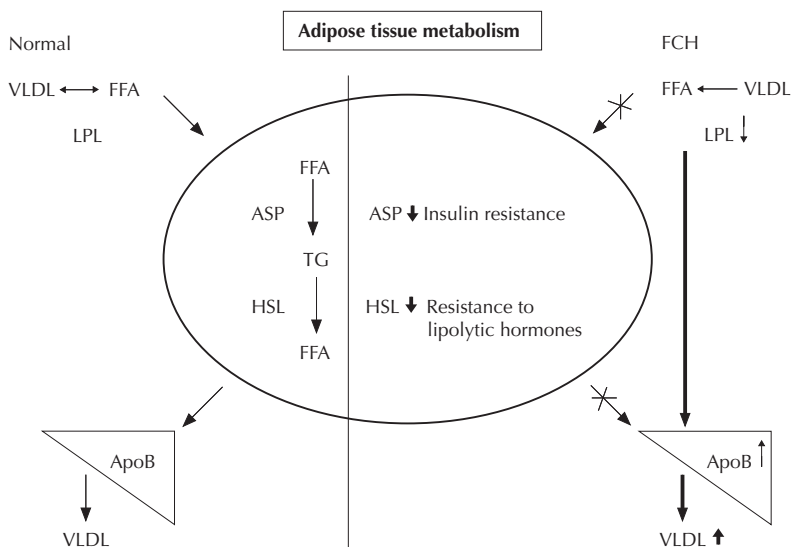 Adipose tissue metabolism
Normal
VLDL ↔ FFA
LPL
FCH
FFA ← VLDL
LPL ↓
FFA
ASP
TG
HSL
FFA
ASP ↓ Insulin resistance
HSL ↓ Resistance to
lipolytic hormones
ApoB
VLDL
ApoB ↑
VLDL ↑